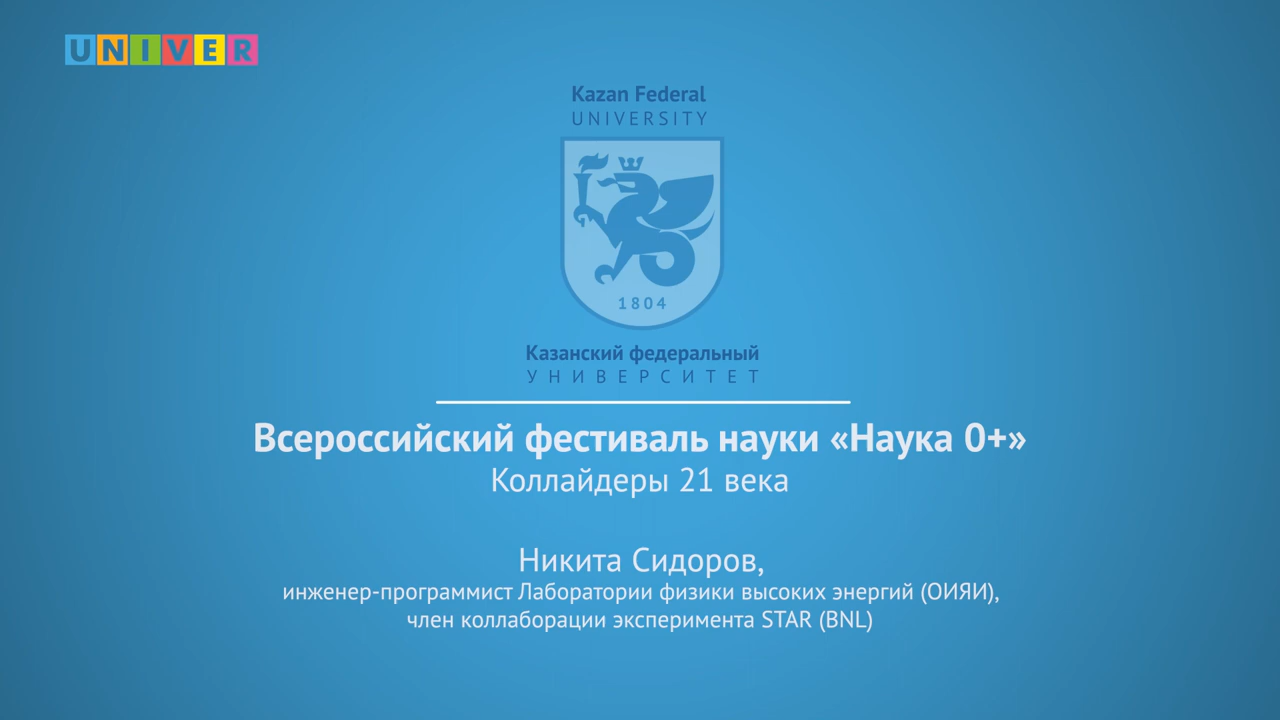 UNIVER
Kazan Federal
UNIVERSITY
1804
Казанский федеральный
УНИВЕРСИТЕТ
Всероссийский фестиваль науки «Наука 0+»
Коллайдеры 21 века
Никита Сидоров,
инженер-программист Лаборатории физики высоких энергий (ОИЯИ),
член коллаборации эксперимента STAR (BNL)